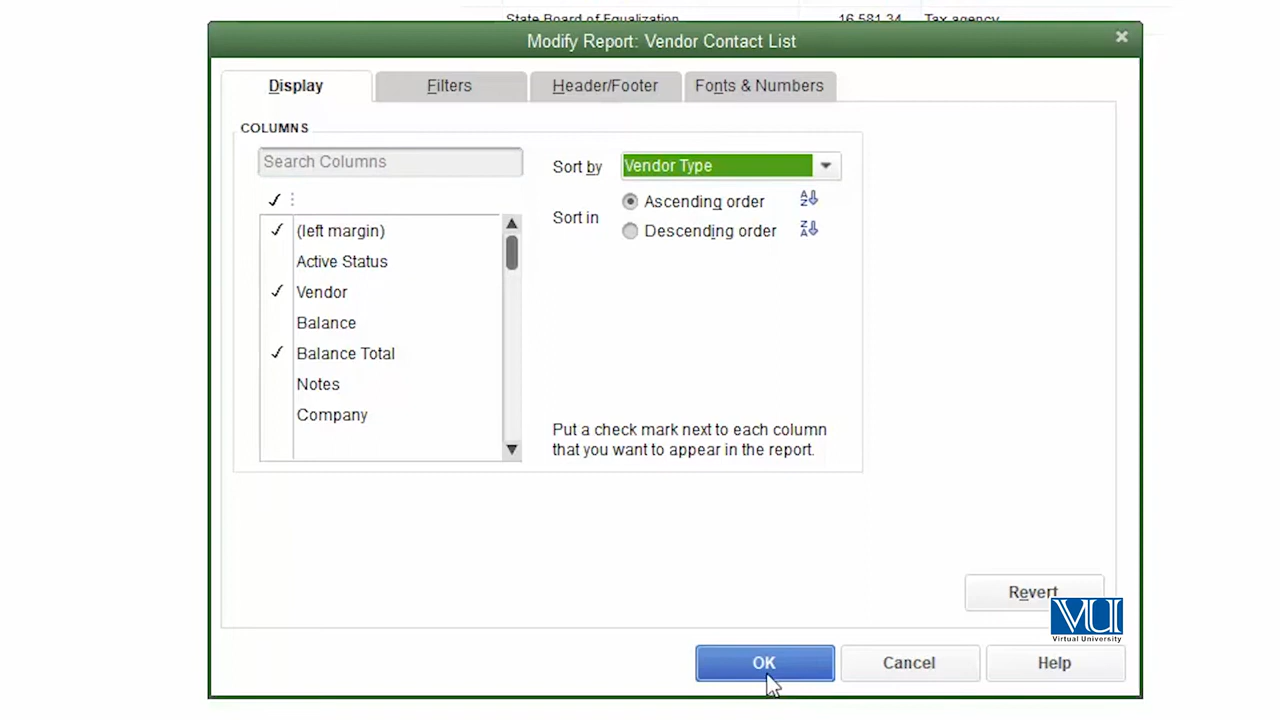 State Board of Equalization 16,581.34 Tax agency
Modify Report: Vendor Contact List
Display Filters Header/Footer Fonts & Numbers
COLUMNS
Search Columns
Sort by Vendor Type
Sort in
Ascending order
Descending order
(left margin)
Active Status
Vendor
Balance
Balance Total
Notes
Company
Put a check mark next to each column
that you want to appear in the report.
Revert
VU
Virtual University
OK Cancel Help